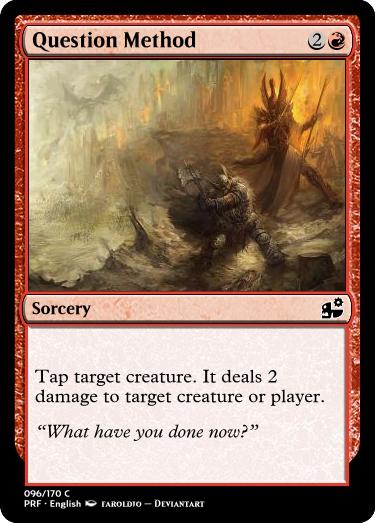 Question Method 2
Sorcery
Tap target creature. It deals 2
damage to target creature or player.
“What have you done now?”
096/170 C
PRF • English FAROLDJO — DEVIANTART